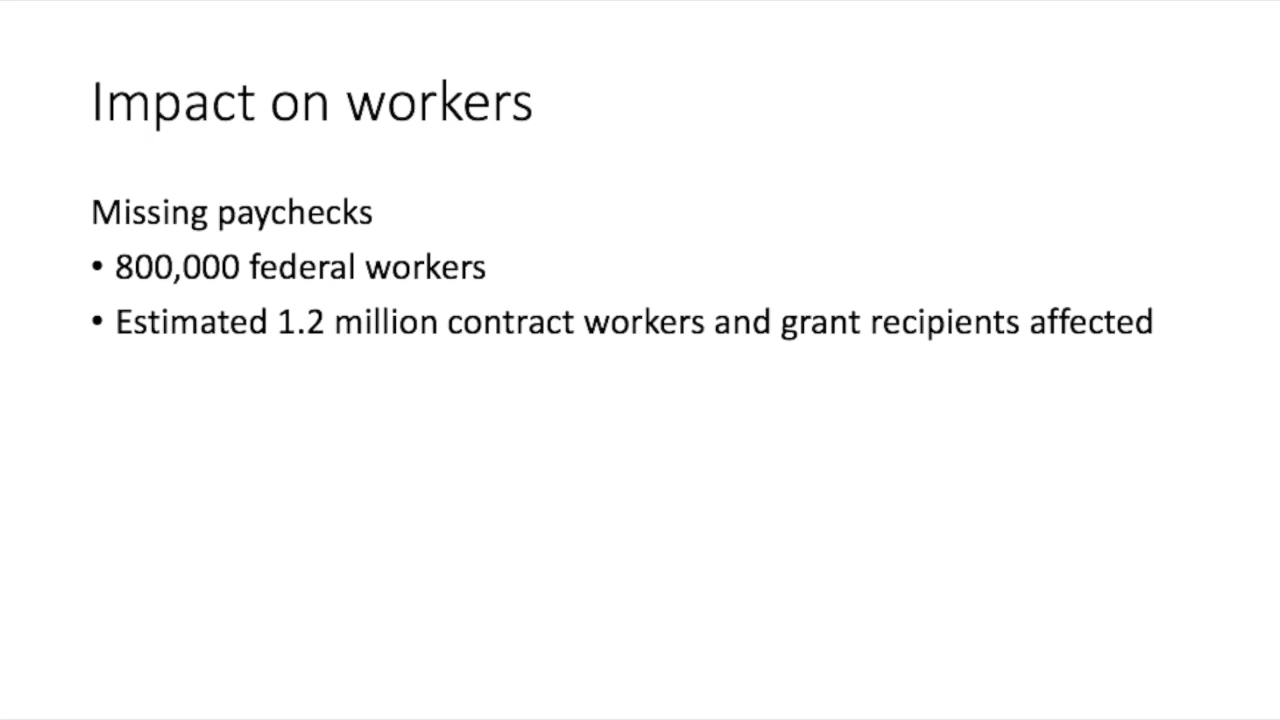 Impact on workers
Missing paychecks
• 800,000 federal workers
• Estimated 1.2 million contract workers and grant recipients affected